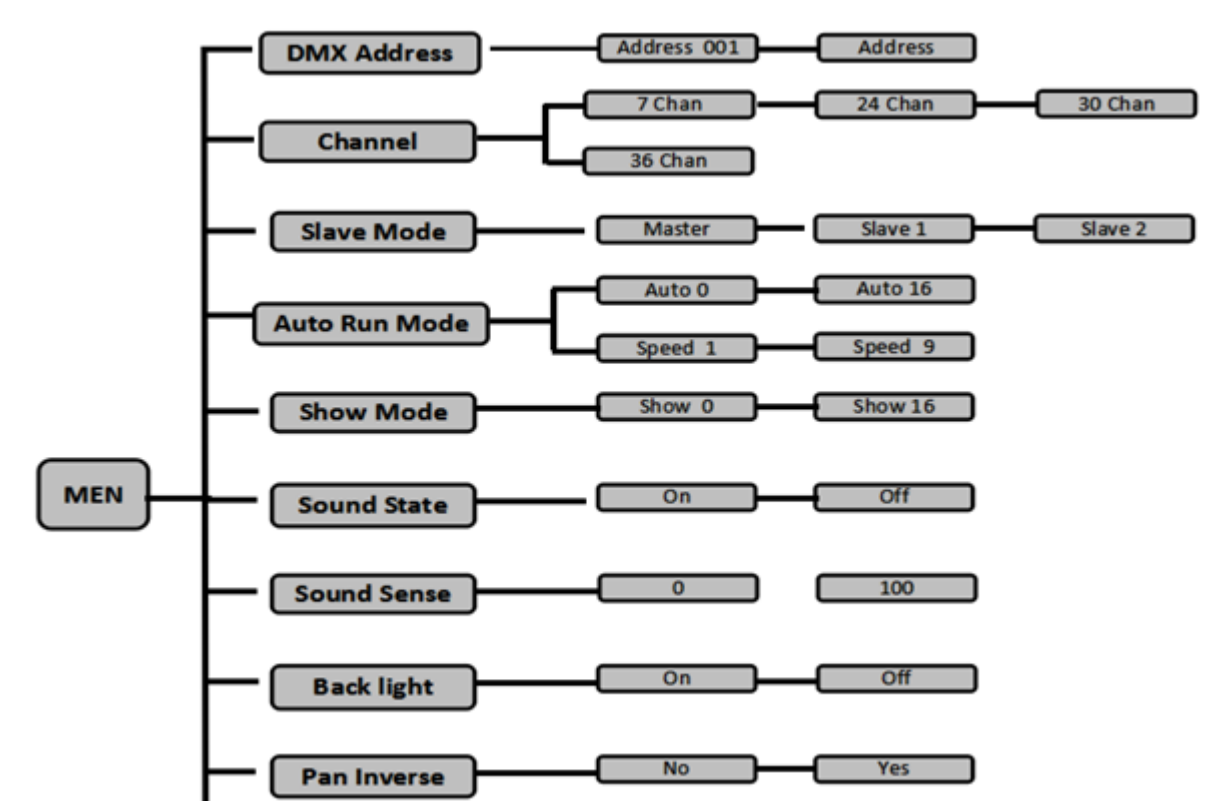 DMX Address Address 001 Address
Channel 7 Chan 24 Chan 30 Chan
36 Chan
Slave Mode Master Slave 1 Slave 2
Auto Run Mode Auto 0 Auto 16
Speed 1 Speed 9
Show Mode Show 0 Show 16
MEN
Sound State On Off
Sound Sense 0 100
Back light On Off
Pan Inverse No Yes